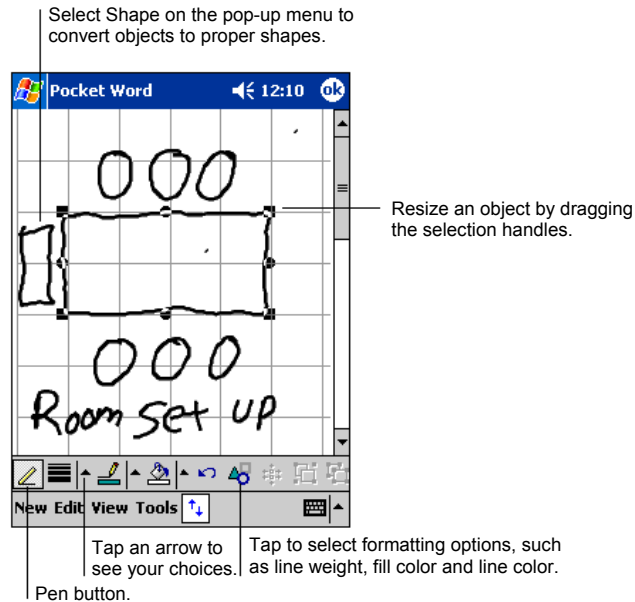 Select Shape on the pop-up menu to
convert objects to proper shapes.
Pocket Word 12:10 ok
Resize an object by dragging
the selection handles.
Room set up
New Edit View Tools
Tap an arrow to
see your choices.
Tap to select formatting options, such
as line weight, fill color and line color.
Pen button.